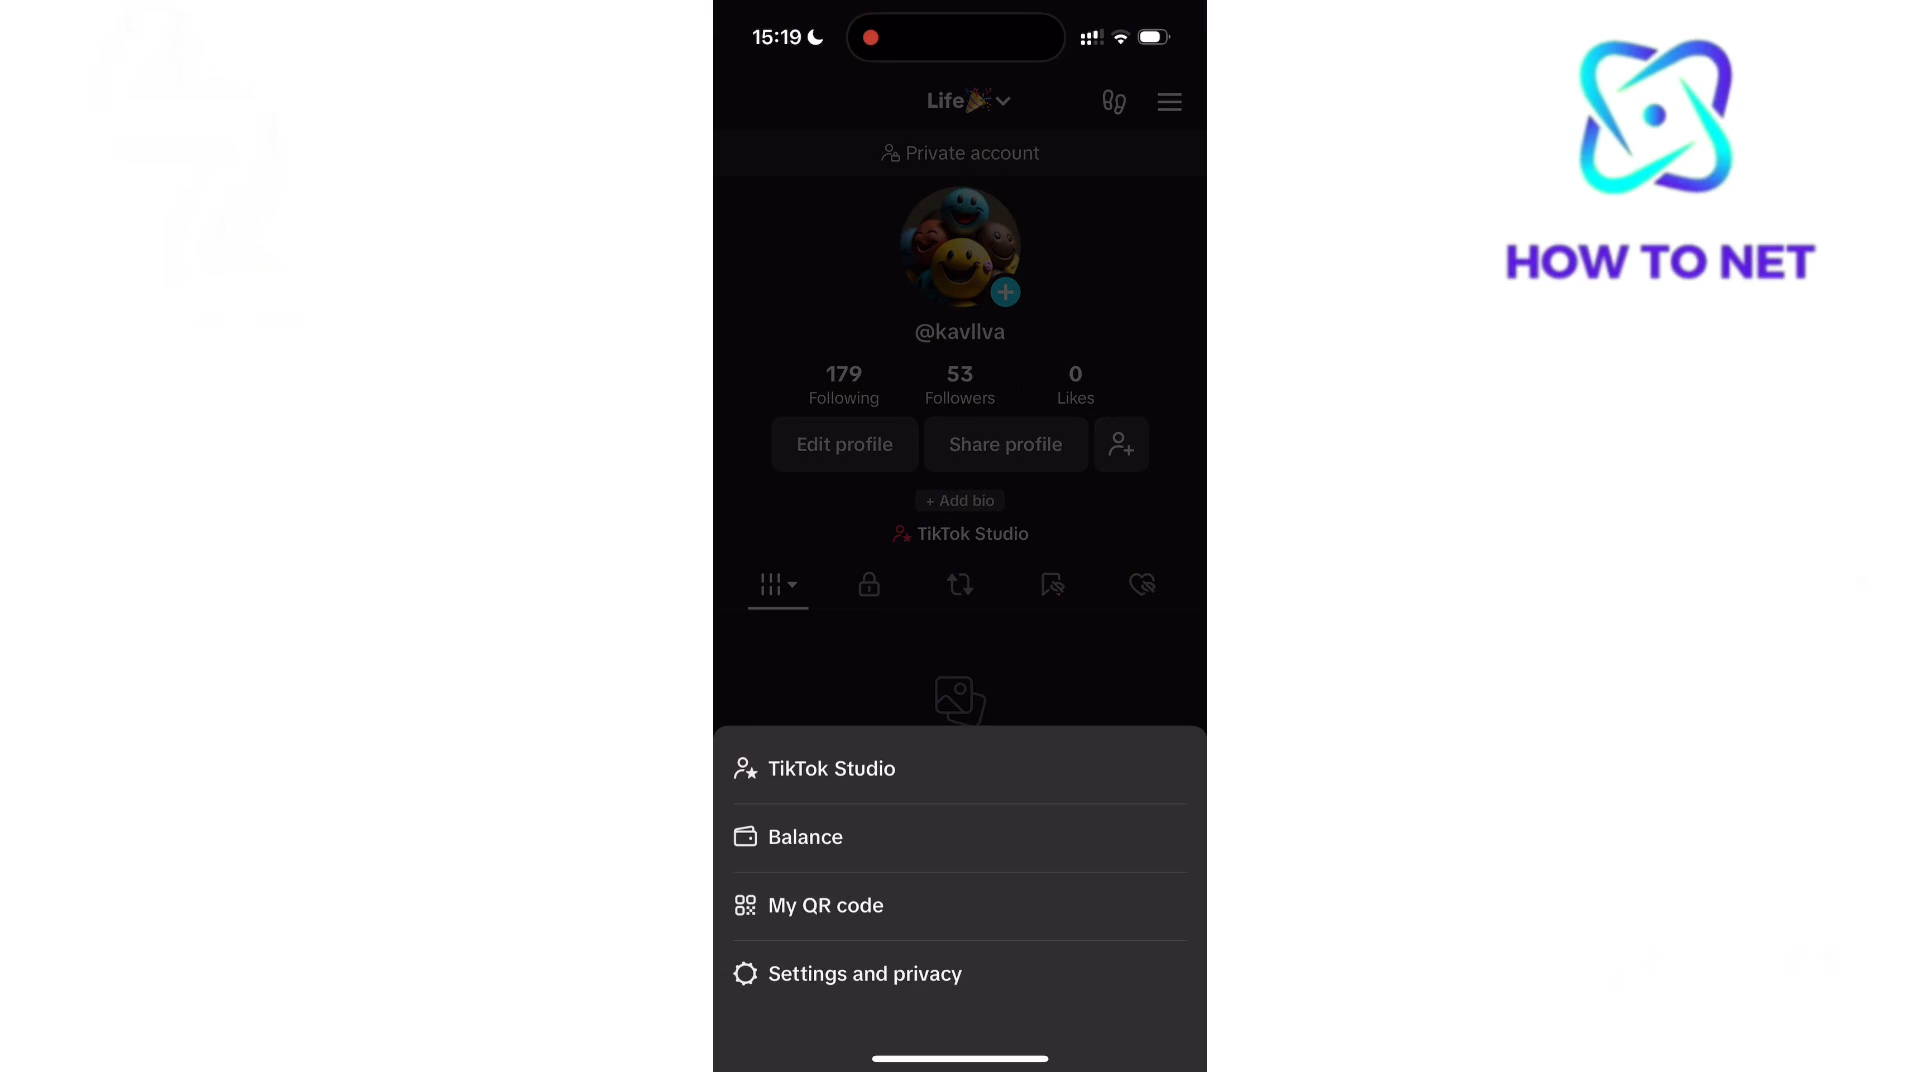 15:19
Life🎉
Private account
@kavllva
179 53 0
Following Followers Likes
Edit profile Share profile
+ Add bio
TikTok Studio
TikTok Studio
Balance
My QR code
Settings and privacy
HOW TO NET